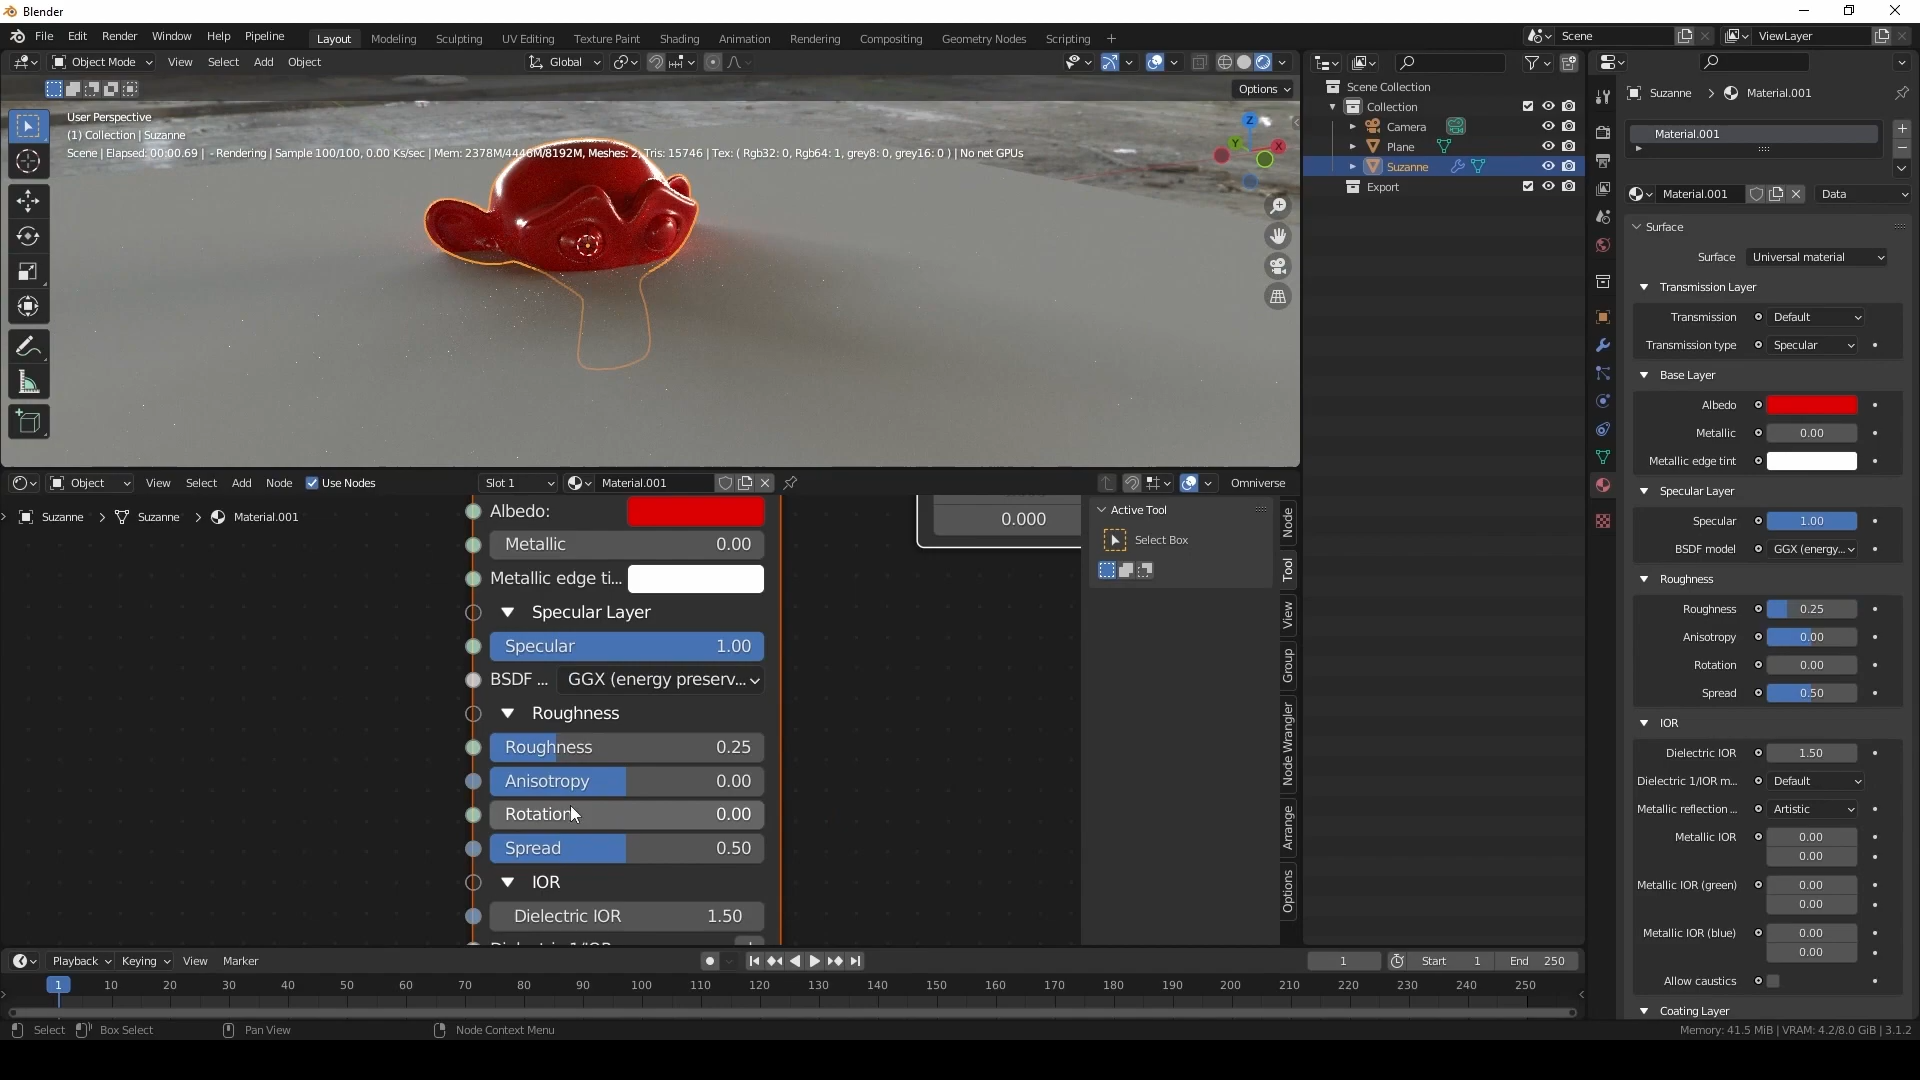 Blender
File Edit Render Window Help Pipeline Layout Modeling Sculpting UV Editing Texture Paint Shading Animation Rendering Compositing Geometry Nodes Scripting + Scene ViewLayer
Object Mode View Select Add Object Global
Options
User Perspective
(1) Collection | Suzanne
Scene | Elapsed: 00:00.69 | - Rendering | Sample 100/100, 0.00 Ks/sec | Mem: 2378M/4446M/8192M, Meshes: 2, Tris: 15746 | Tex: ( Rgb32: 0, Rgb64: 1, grey8: 0, grey16: 0 ) | No net GPUs
Z
Y
X
Scene Collection
Collection
Camera
Plane
Suzanne
Export
Suzanne > Material.001
Material.001
Material.001 Data
Surface
Surface Universal material
Transmission Layer
Transmission Default
Transmission type Specular
Base Layer
Albedo
Metallic 0.00
Metallic edge tint
Specular Layer
Specular 1.00
BSDF model GGX (energy...
Roughness
Roughness 0.25
Anisotropy 0.00
Rotation 0.00
Spread 0.50
IOR
Dielectric IOR 1.50
Dielectric 1/IOR m... Default
Metallic reflection ... Artistic
Metallic IOR 0.00
0.00
Metallic IOR (green) 0.00
0.00
Metallic IOR (blue) 0.00
0.00
Allow caustics
Coating Layer
Object View Select Add Node Use Nodes Slot 1 Material.001 Omniverse
Suzanne > Suzanne > Material.001
Albedo:
Metallic 0.00
Metallic edge ti...
Specular Layer
Specular 1.00
BSDF ... GGX (energy preserv...
Roughness
Roughness 0.25
Anisotropy 0.00
Rotation 0.00
Spread 0.50
IOR
Dielectric IOR 1.50
0.000
Active Tool
Select Box
Node
Tool
View
Group
Node Wrangler
Arrange
Options
Playback Keying View Marker 1 Start 1 End 250
1 10 20 30 40 50 60 70 80 90 100 110 120 130 140 150 160 170 180 190 200 210 220 230 240 250
Select Box Select Pan View Node Context Menu Memory: 41.5 MiB | VRAM: 4.2/8.0 GiB | 3.1.2